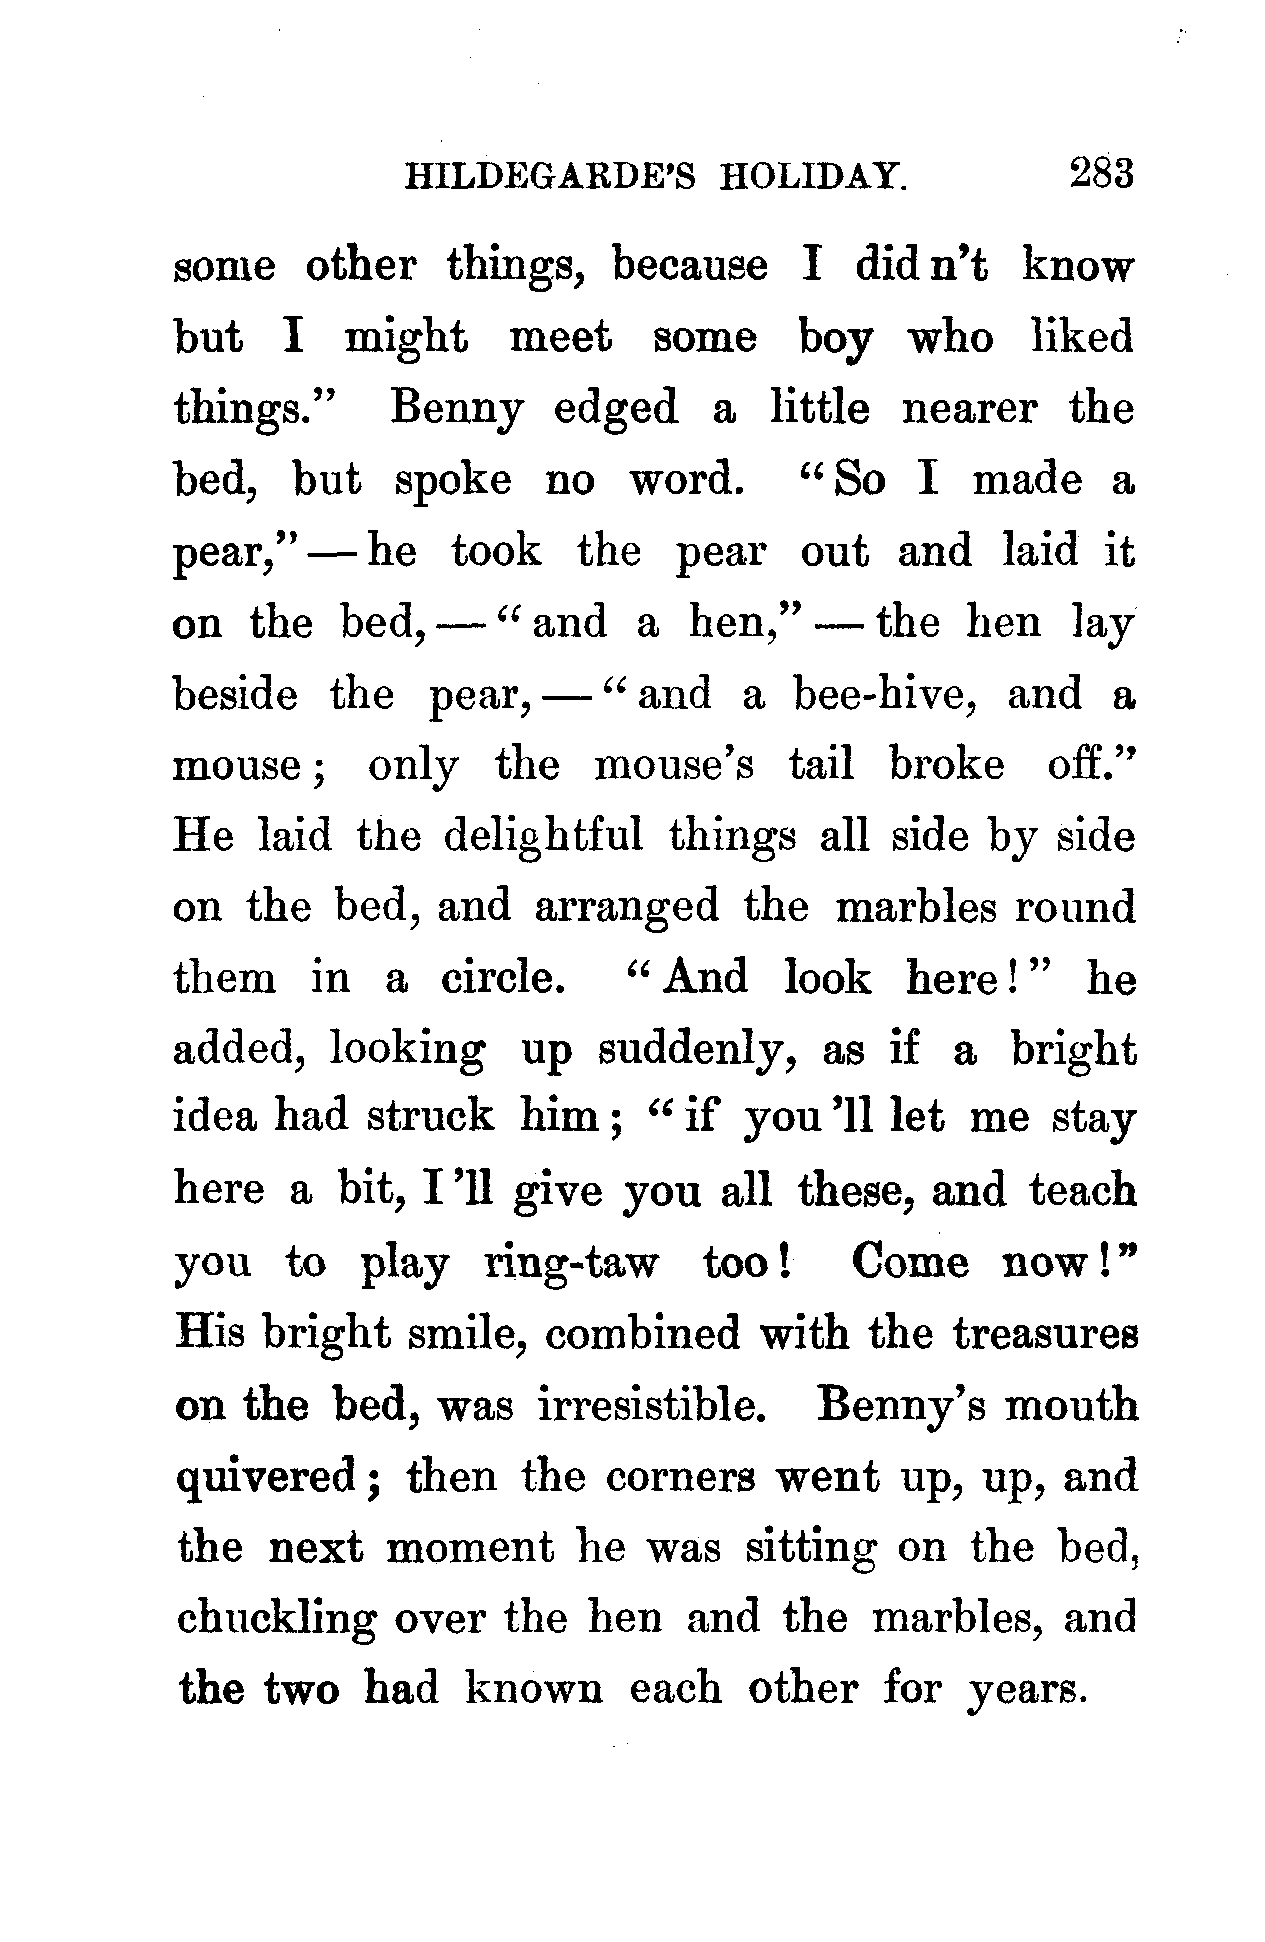 HILDEGARDE'S HOLIDAY. 283
some other things, because I did n't know
but I might meet some boy who liked
things." Benny edged a little nearer the
bed, but spoke no word. "So I made a
pear," — he took the pear out and laid it
on the bed, — "and a hen," — the hen lay
beside the pear, — "and a bee-hive, and a
mouse; only the mouse's tail broke off."
He laid the delightful things all side by side
on the bed, and arranged the marbles round
them in a circle. "And look here!" he
added, looking up suddenly, as if a bright
idea had struck him; "if you 'll let me stay
here a bit, I 'll give you all these, and teach
you to play ring-taw too! Come now!"
His bright smile, combined with the treasures
on the bed, was irresistible. Benny's mouth
quivered; then the corners went up, up, and
the next moment he was sitting on the bed,
chuckling over the hen and the marbles, and
the two had known each other for years.